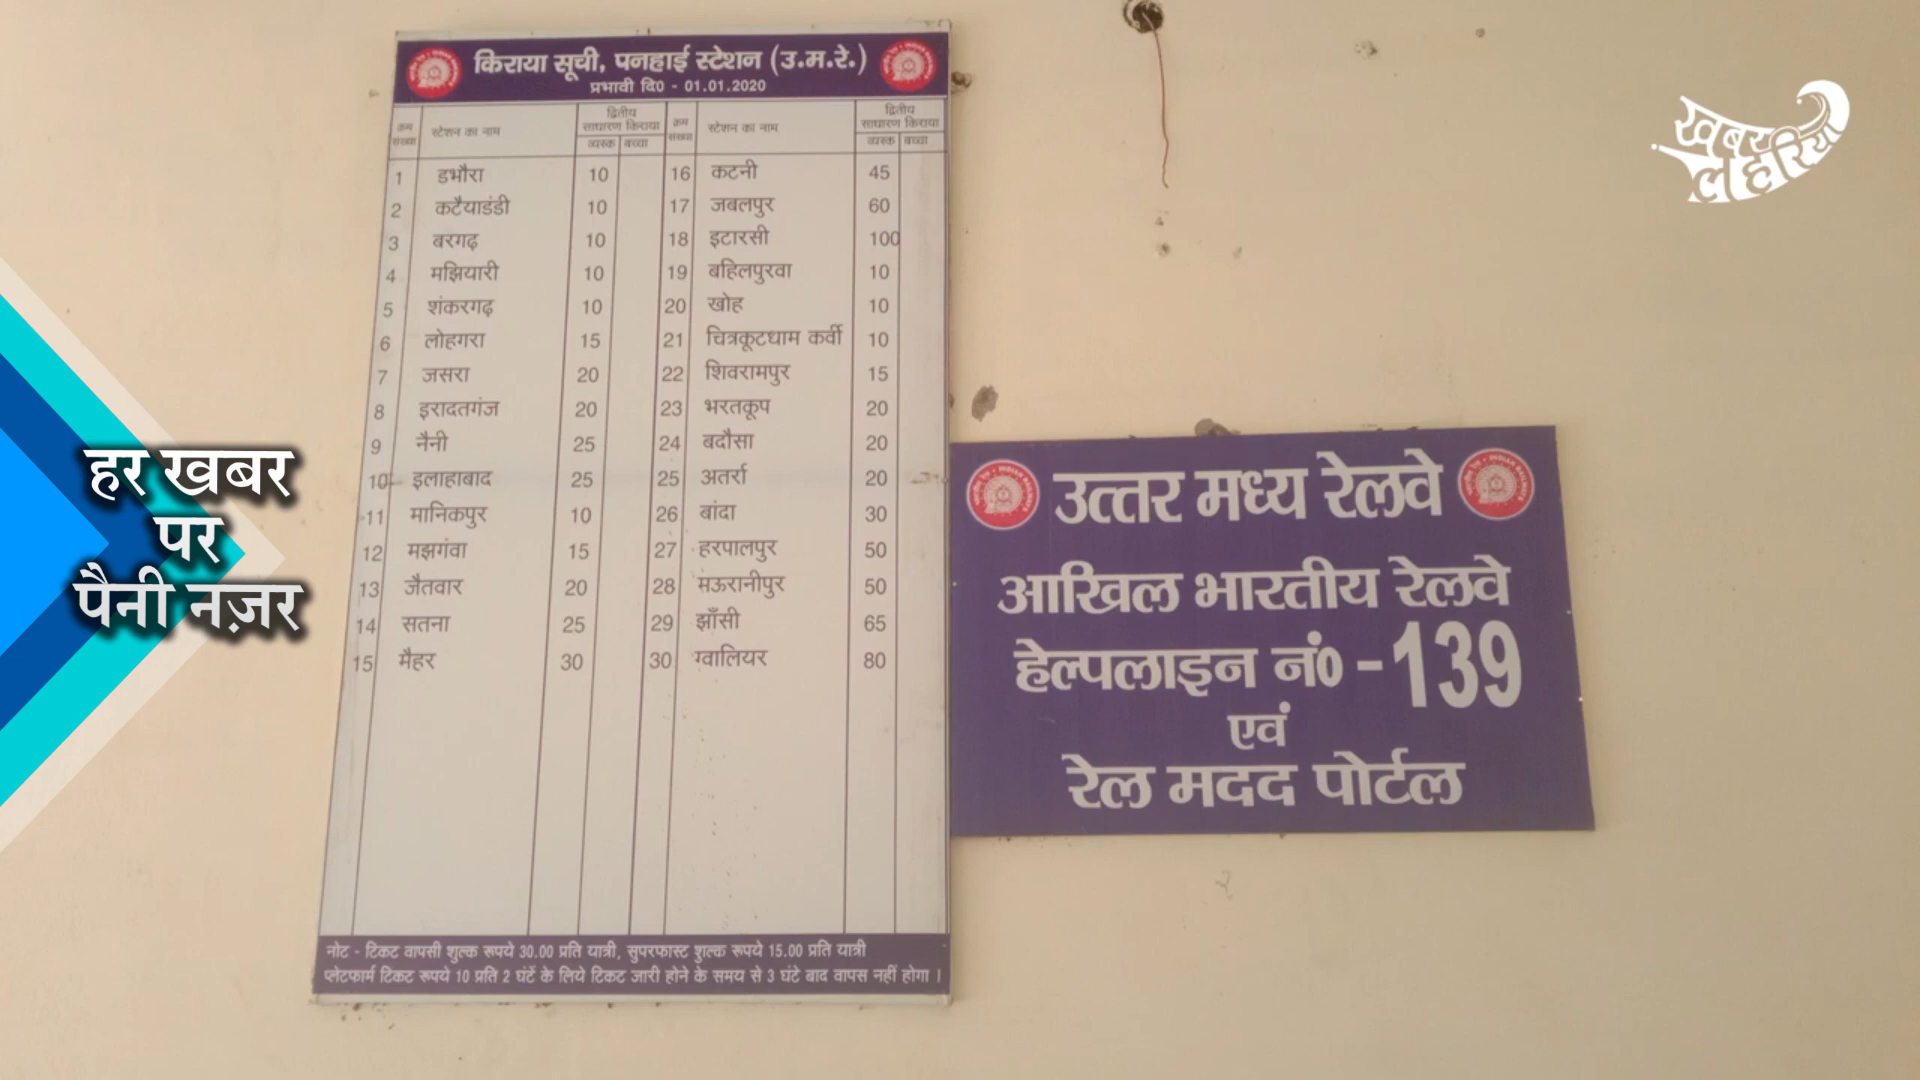 किराया सूची, पनहाई स्टेशन (उ.म.रे.)
प्रभावी दि0 - 01.01.2020
क्रम संख्या स्टेशन का नाम द्वितीय साधारण किराया व्यस्क बच्चा क्रम संख्या स्टेशन का नाम द्वितीय साधारण किराया व्यस्क बच्चा
1 डभौरा 10 16 कटनी 45
2 कटैयाडंडी 10 17 जबलपुर 60
3 बरगढ़ 10 18 इटारसी 100
4 मझियारी 10 19 बहिलपुरवा 10
5 शंकरगढ़ 10 20 खोह 10
6 लोहगरा 15 21 चित्रकूटधाम कर्वी 10
7 जसरा 20 22 शिवरामपुर 15
8 इरादतगंज 20 23 भरतकूप 20
9 नैनी 25 24 बदौसा 20
10 इलाहाबाद 25 25 अतर्रा 20
11 मानिकपुर 10 26 बांदा 30
12 मझगंवा 15 27 हरपालपुर 50
13 जैतवार 20 28 मंऊरानीपुर 50
14 सतना 25 29 झाँसी 65
15 मैहर 30 30 ग्वालियर 80
नोट - टिकट वापसी शुल्क रूपये 30.00 प्रति यात्री, सुपरफास्ट शुल्क रूपये 15.00 प्रति यात्री
प्लेटफार्म टिकट रूपये 10 प्रति 2 घंटें के लिये टिकट जारी होने के समय से 3 घंटे बाद वापस नहीं होगा ।
उत्तर मध्य रेलवे
आखिल भारतीय रेलवे
हेल्पलाइन नं0 - 139
एवं
रेल मदद पोर्टल
हर खबर
पर
पैनी नज़र
खबर
लहरिया